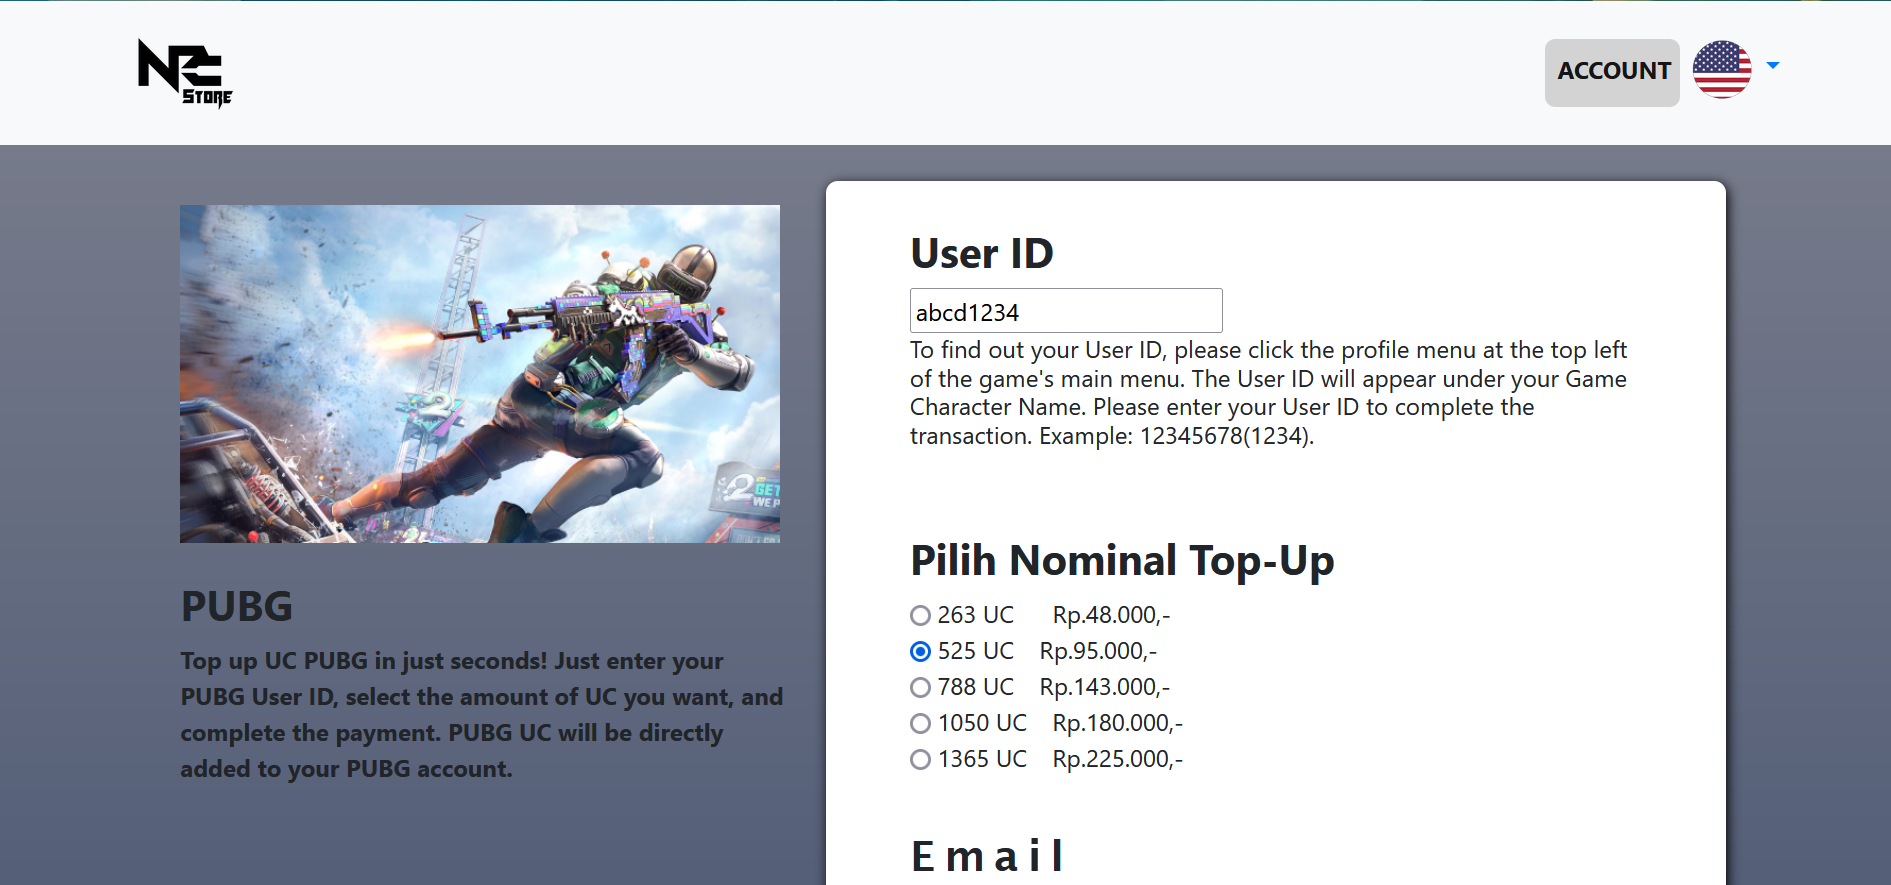 NPC
STORE
ACCOUNT
User ID
abcd1234
To find out your User ID, please click the profile menu at the top left
of the game's main menu. The User ID will appear under your Game
Character Name. Please enter your User ID to complete the
transaction. Example: 12345678(1234).
2
2
GET
WE P
Pilih Nominal Top-Up
263 UC Rp.48.000,-
525 UC Rp.95.000,-
788 UC Rp.143.000,-
1050 UC Rp.180.000,-
1365 UC Rp.225.000,-
PUBG
Top up UC PUBG in just seconds! Just enter your
PUBG User ID, select the amount of UC you want, and
complete the payment. PUBG UC will be directly
added to your PUBG account.
Email